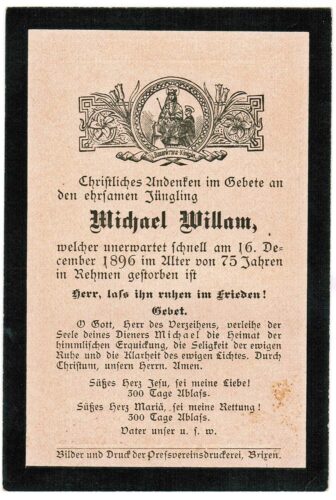 Christliches Andenken im Gebete an
den ehrsamen Jüngling
Michael Willam,
welcher unerwartet schnell am 16. De-
cember 1896 im Alter von 75 Jahren
in Rehmen gestorben ist
Herr, lass ihn ruhen im Frieden!
Gebet.
O Gott, Herr des Verzeihens, verleihe der
Seele deines Dieners Michael die Heimat der
himmlischen Erquickung, die Seligkeit der ewigen
Ruhe und die Klarheit des ewigen Lichtes. Durch
Christum, unsern Herrn. Amen.
Süßes Herz Jesu, sei meine Liebe!
300 Tage Ablass.
Süßes Herz Mariä, sei meine Rettung!
300 Tage Ablass.
Vater unser u. s. w.
Bilder und Druck der Pressvereinsdruckerei, Brixen.